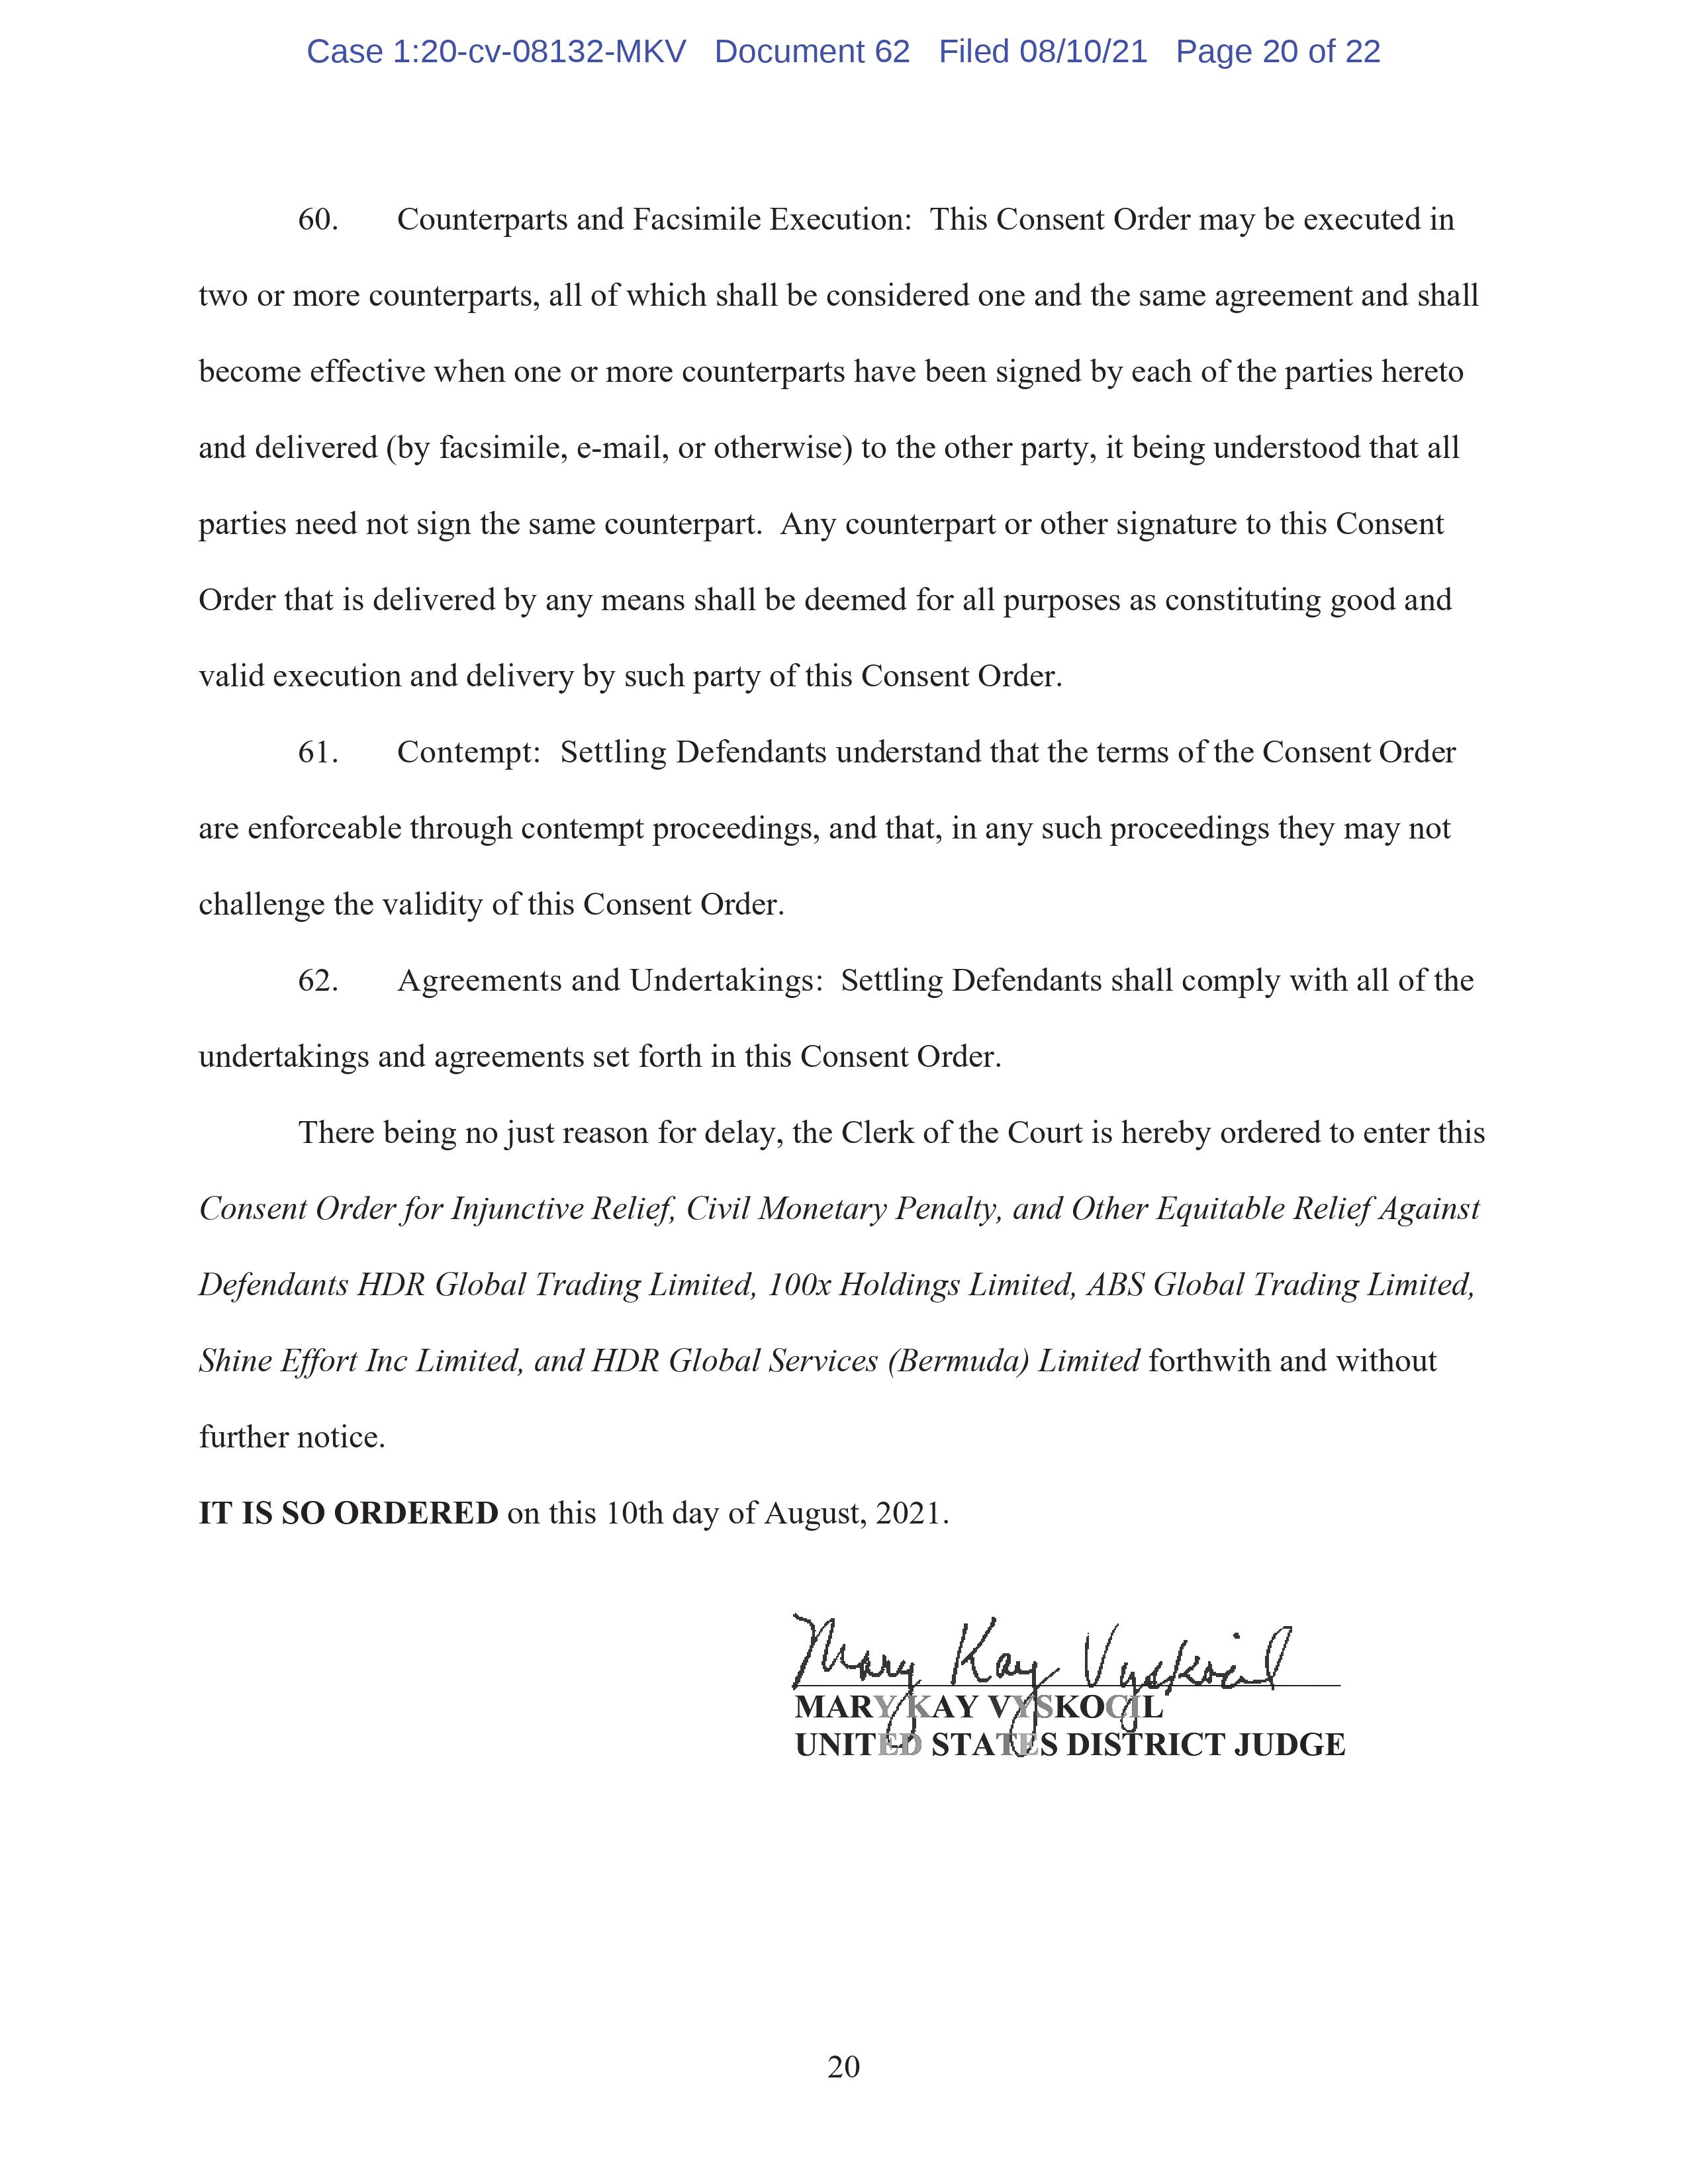 Case 1:20-cv-08132-MKV   Document 62   Filed 08/10/21   Page 20 of 22
60. Counterparts and Facsimile Execution:  This Consent Order may be executed in
two or more counterparts, all of which shall be considered one and the same agreement and shall
become effective when one or more counterparts have been signed by each of the parties hereto
and delivered (by facsimile, e-mail, or otherwise) to the other party, it being understood that all
parties need not sign the same counterpart.  Any counterpart or other signature to this Consent
Order that is delivered by any means shall be deemed for all purposes as constituting good and
valid execution and delivery by such party of this Consent Order.
61. Contempt:  Settling Defendants understand that the terms of the Consent Order
are enforceable through contempt proceedings, and that, in any such proceedings they may not
challenge the validity of this Consent Order.
62. Agreements and Undertakings:  Settling Defendants shall comply with all of the
undertakings and agreements set forth in this Consent Order.
There being no just reason for delay, the Clerk of the Court is hereby ordered to enter this
Consent Order for Injunctive Relief, Civil Monetary Penalty, and Other Equitable Relief Against
Defendants HDR Global Trading Limited, 100x Holdings Limited, ABS Global Trading Limited,
Shine Effort Inc Limited, and HDR Global Services (Bermuda) Limited forthwith and without
further notice.
IT IS SO ORDERED on this 10th day of August, 2021.
Mary Kay Vyskocil
MARY KAY VYSKOCIL
UNITED STATES DISTRICT JUDGE
20